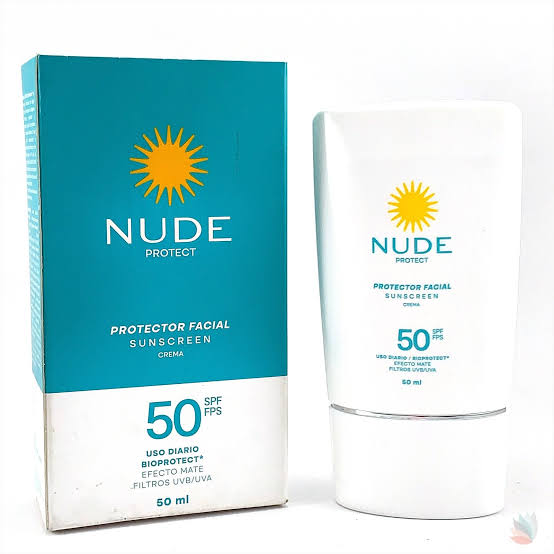 NUDE
PROTECT
PROTECTOR FACIAL
SUNSCREEN
CREMA
50 SPF
FPS
USO DIARIO
BIOPROTECT*
EFECTO MATE
FILTROS UVB/UVA
50 ml
NUDE
PROTECT
PROTECTOR FACIAL
SUNSCREEN
CREMA
50 SPF
FPS
USO DIARIO / BIOPROTECT*
EFECTO MATE
FILTROS UVB/UVA
50 ml